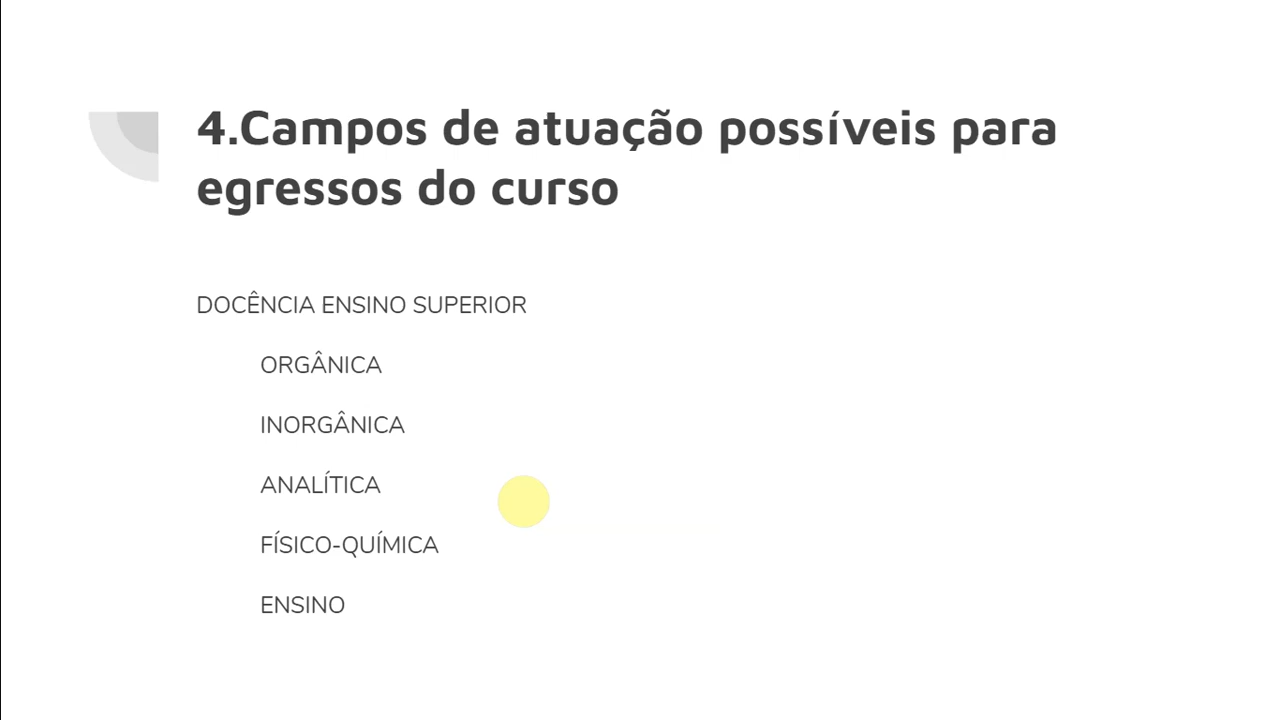 4.Campos de atuação possíveis para
egressos do curso
DOCÊNCIA ENSINO SUPERIOR
ORGÂNICA
INORGÂNICA
ANALÍTICA
FÍSICO-QUÍMICA
ENSINO